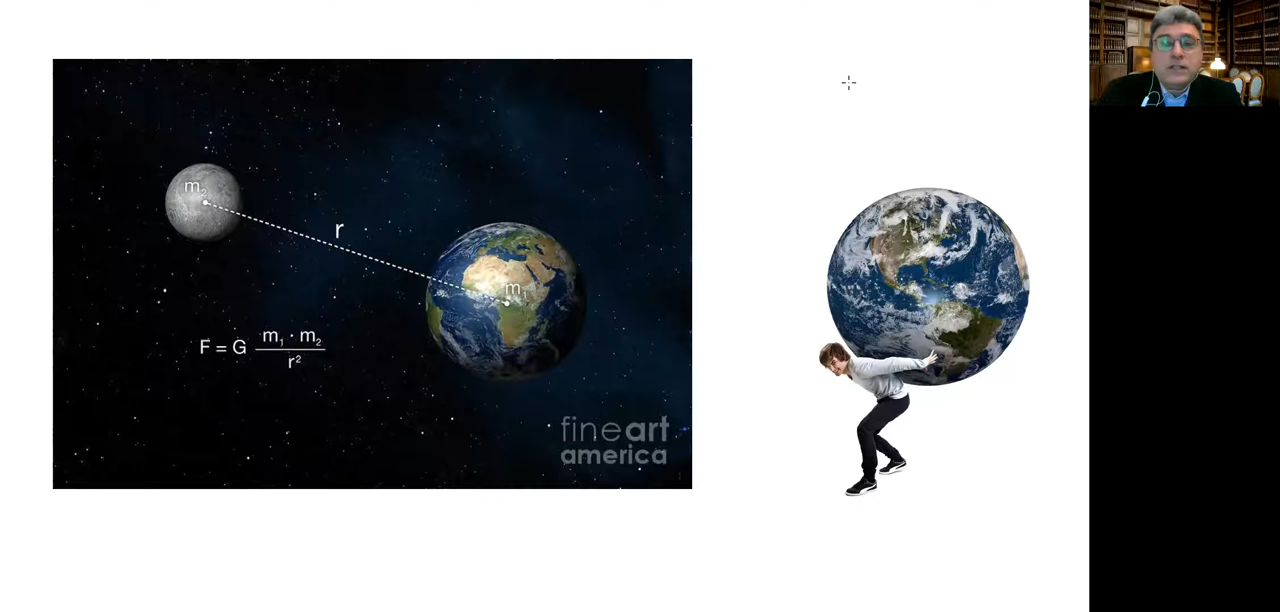 m₂
r
m₁
F = G m₁ · m₂
r²
fineart
america